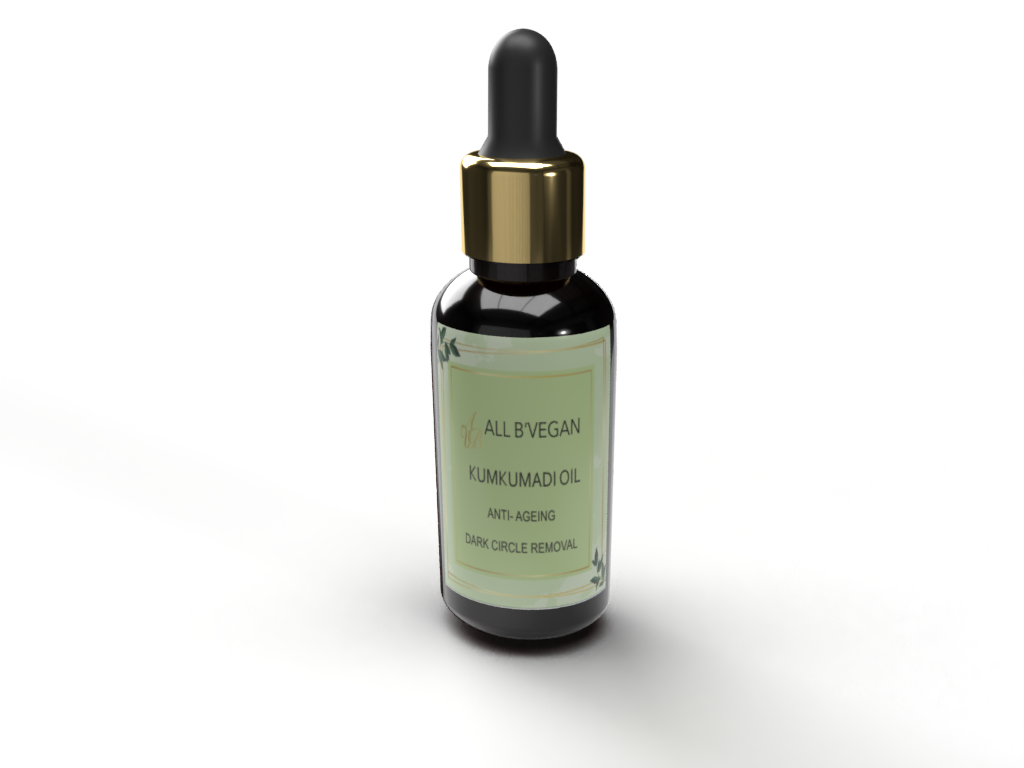 ALL B'VEGAN
KUMKUMADI OIL
ANTI- AGEING
DARK CIRCLE REMOVAL